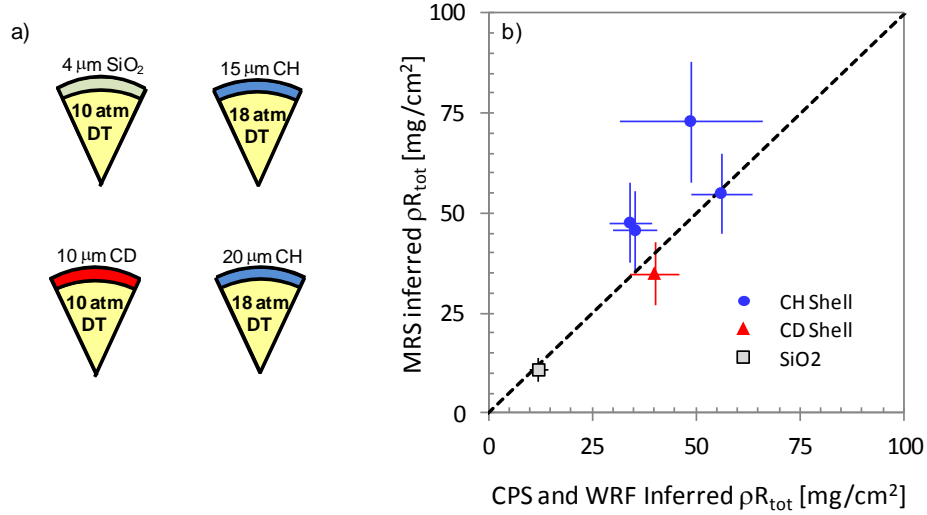 a)
4 μm SiO₂
10 atm
DT
15 μm CH
18 atm
DT
10 μm CD
10 atm
DT
20 μm CH
18 atm
DT
b)
MRS inferred ρR_tot [mg/cm²]
100
75
50
25
0
CH Shell
CD Shell
SiO2
0 25 50 75 100
CPS and WRF Inferred ρR_tot [mg/cm²]